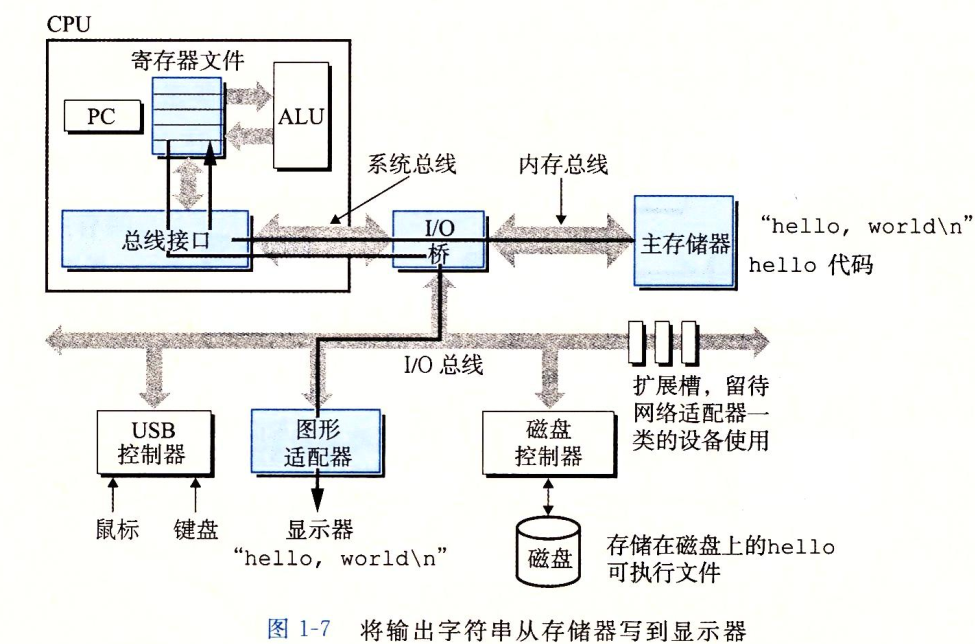 CPU
寄存器文件
PC
ALU
系统总线
内存总线
总线接口
I/O
桥
主存储器
“hello, world\n”
hello 代码
I/O 总线
扩展槽，留待
网络适配器一
类的设备使用
USB
控制器
图形
适配器
磁盘
控制器
鼠标
键盘
显示器
“hello, world\n”
磁盘
存储在磁盘上的hello
可执行文件
图 1-7 将输出字符串从存储器写到显示器